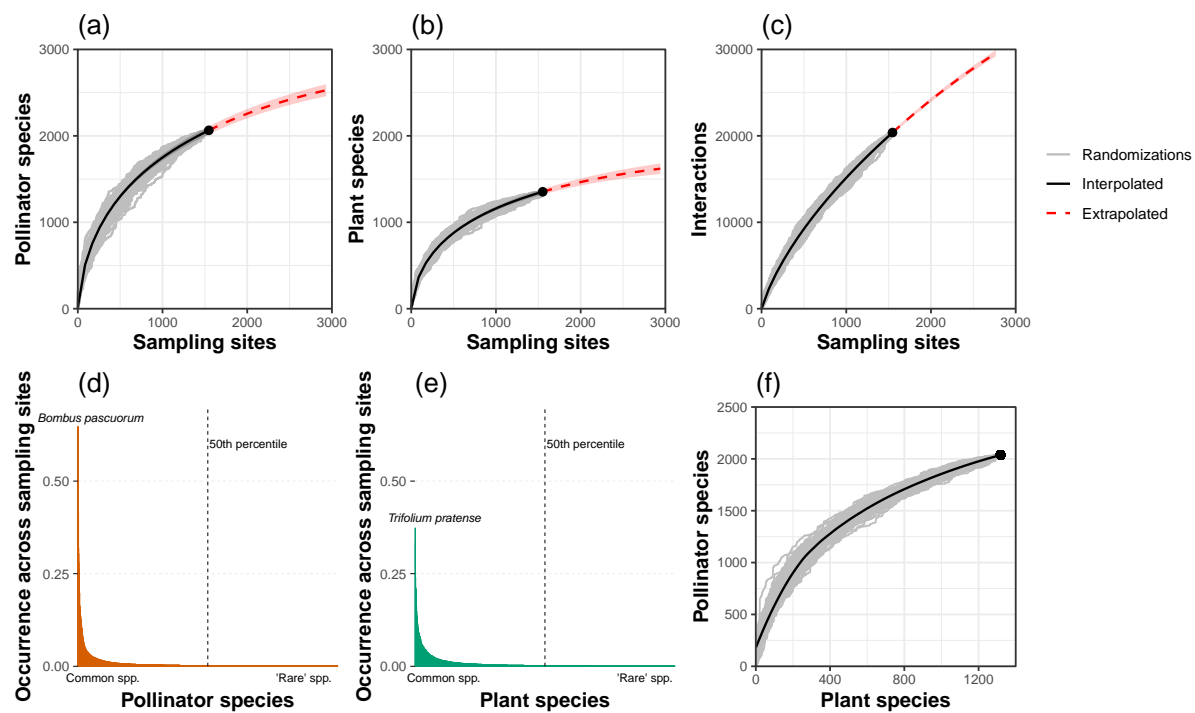 (a)
(b)
(c)
Pollinator species
3000
2000
1000
0
0
1000
2000
3000
Sampling sites
Plant species
3000
2000
1000
0
0
1000
2000
3000
Sampling sites
Interactions
30000
20000
10000
0
0
1000
2000
3000
Sampling sites
Randomizations
Interpolated
Extrapolated
(d)
(e)
(f)
Occurrence across sampling sites
Bombus pascuorum
50th percentile
0.50
0.25
0.00
Common spp.
'Rare' spp.
Pollinator species
Occurrence across sampling sites
50th percentile
0.50
Trifolium pratense
0.25
0.00
Common spp.
'Rare' spp.
Plant species
Pollinator species
2500
2000
1500
1000
500
0
0
400
800
1200
Plant species